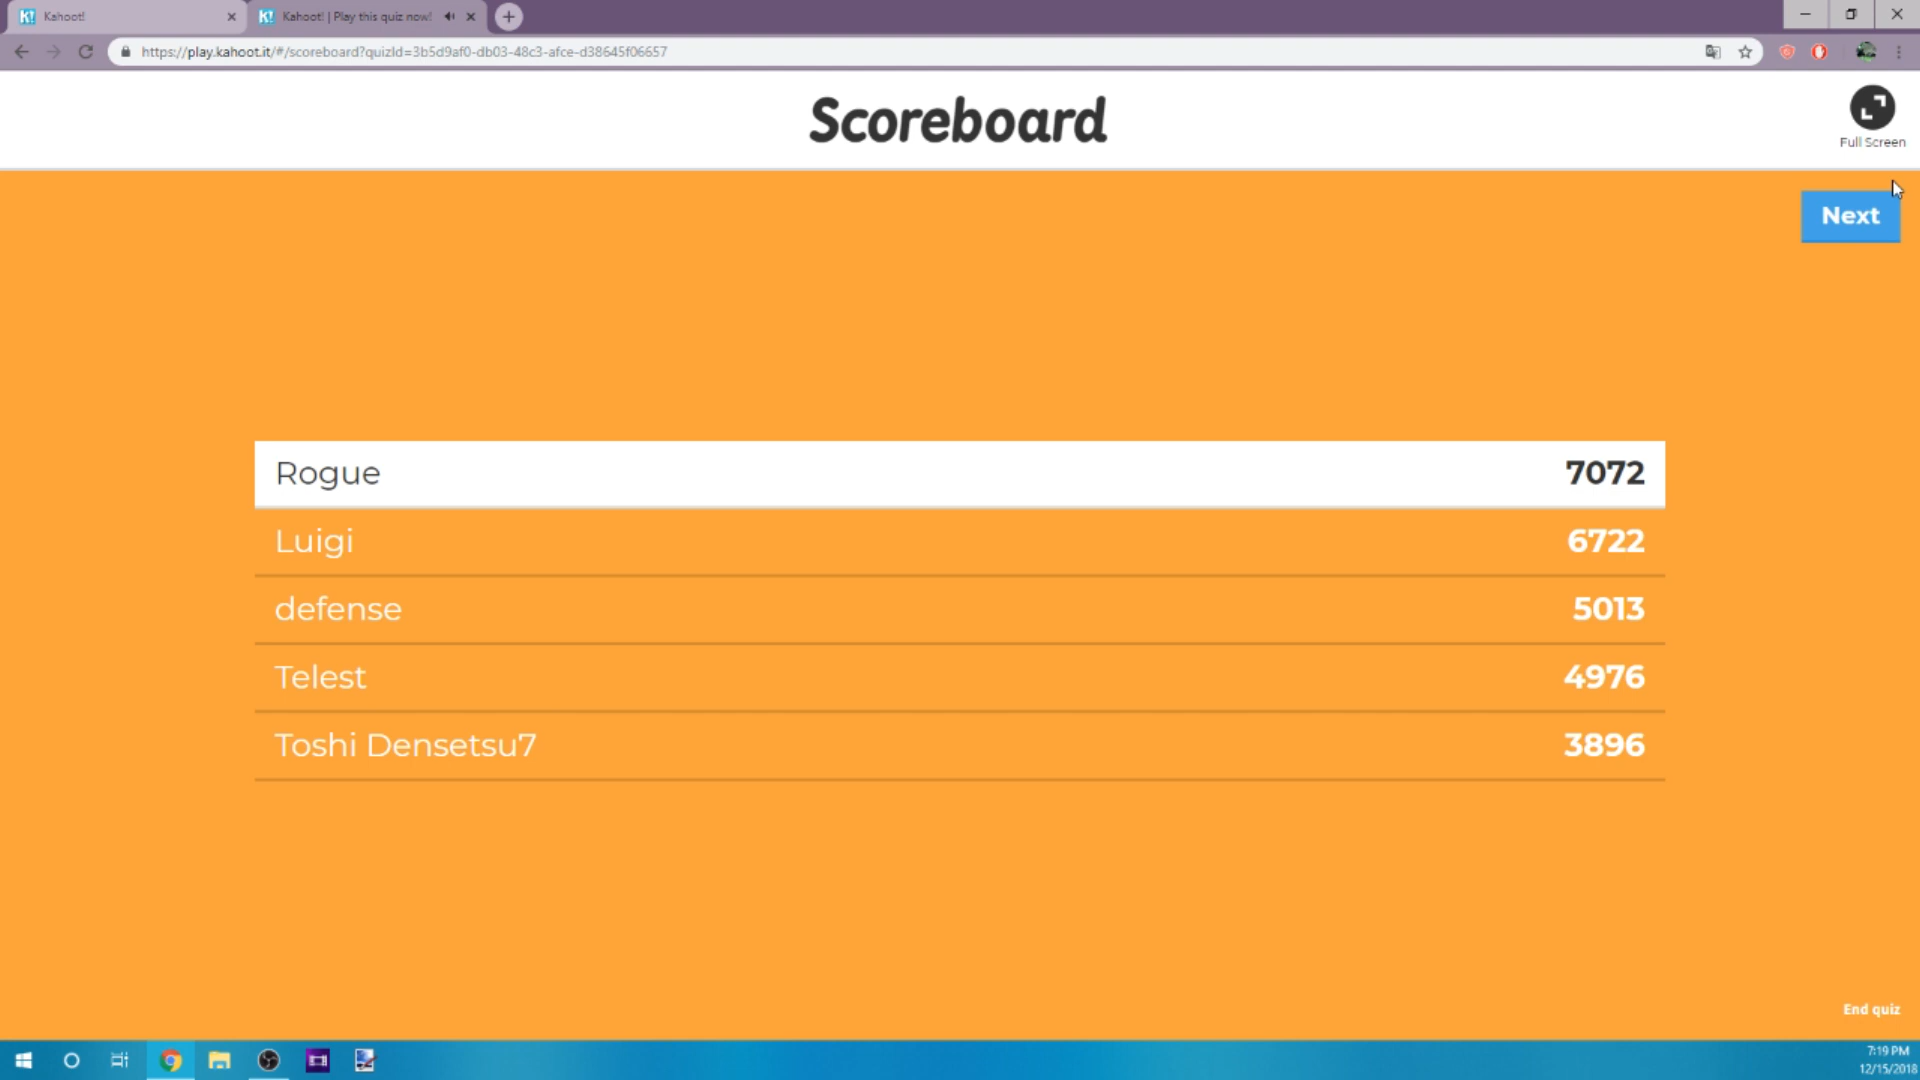 Kahoot!
Kahoot! | Play this quiz now!
https://play.kahoot.it/#/scoreboard?quizId=3b5d9af0-db03-48c3-afce-d38645f06657
Scoreboard
Full Screen
Next
Rogue 7072
Luigi 6722
defense 5013
Telest 4976
Toshi Densetsu7 3896
End quiz
7:19 PM
12/15/2018